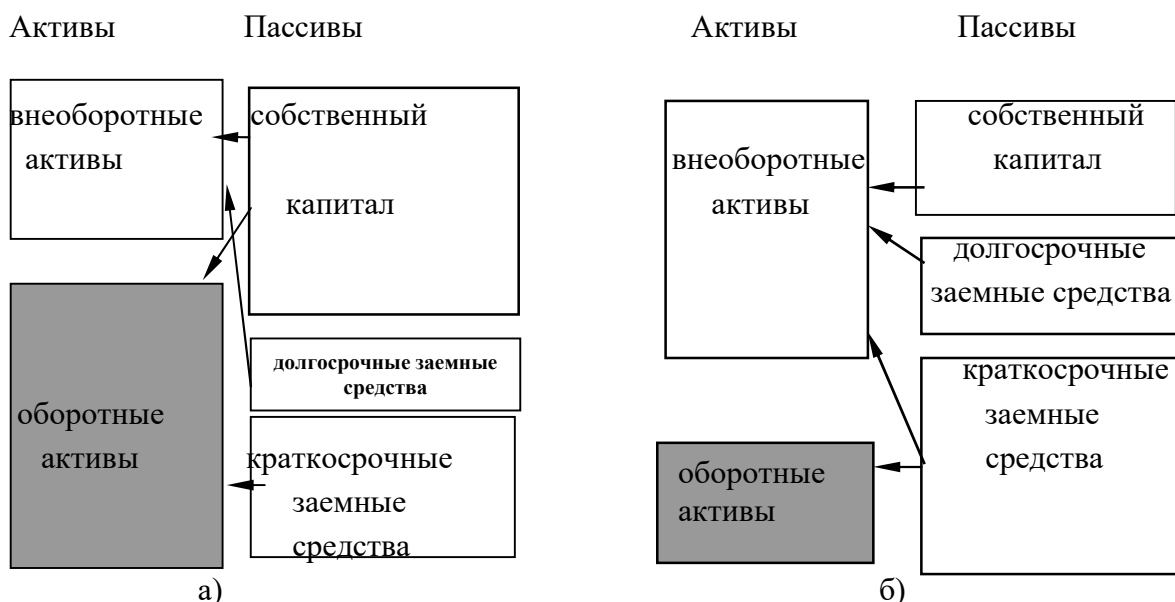 Активы Пассивы
внеоборотные
активы
собственный
капитал
долгосрочные заемные
средства
оборотные
активы
краткосрочные
заемные
средства
а)
Активы Пассивы
внеоборотные
активы
собственный
капитал
долгосрочные
заемные средства
краткосрочные
заемные
средства
оборотные
активы
б)